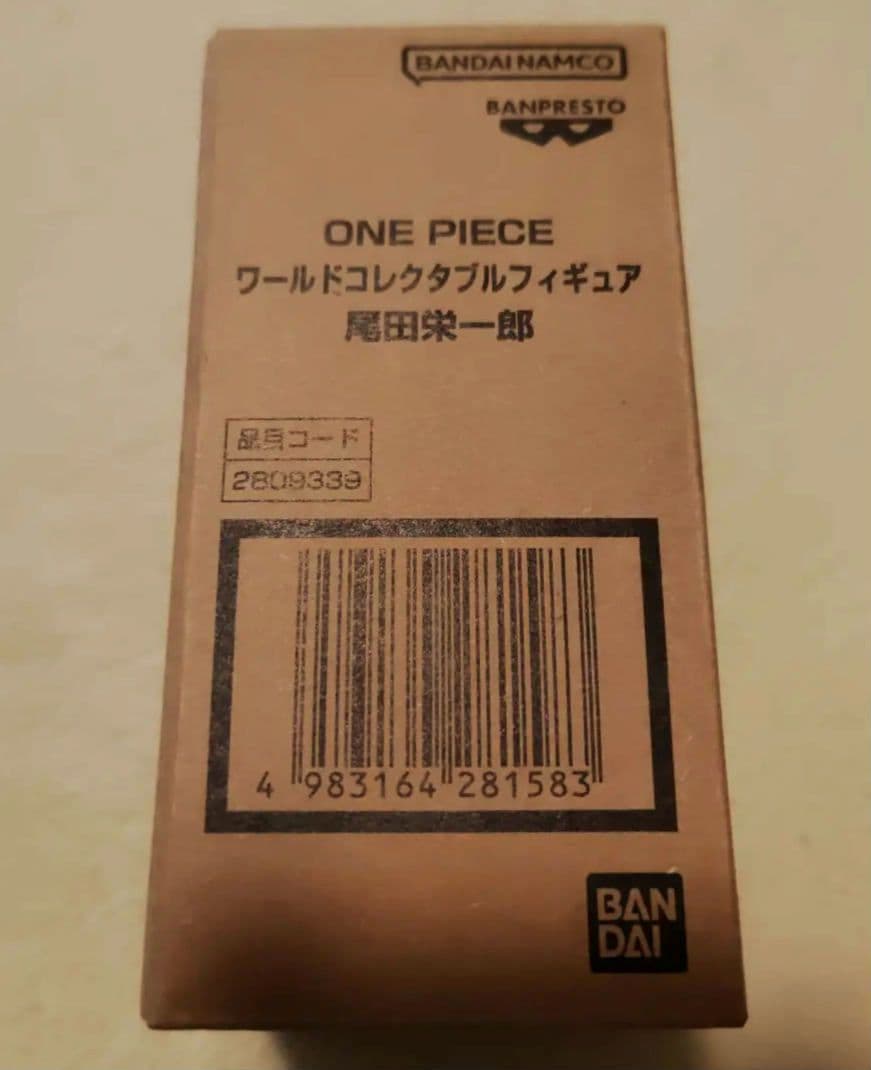 BANDAI NAMCO
BANPRESTO
ONE PIECE
ワールドコレクタブルフィギュア
尾田栄一郎
品員コード
2809339
4 983164 281583
BAN
DAI